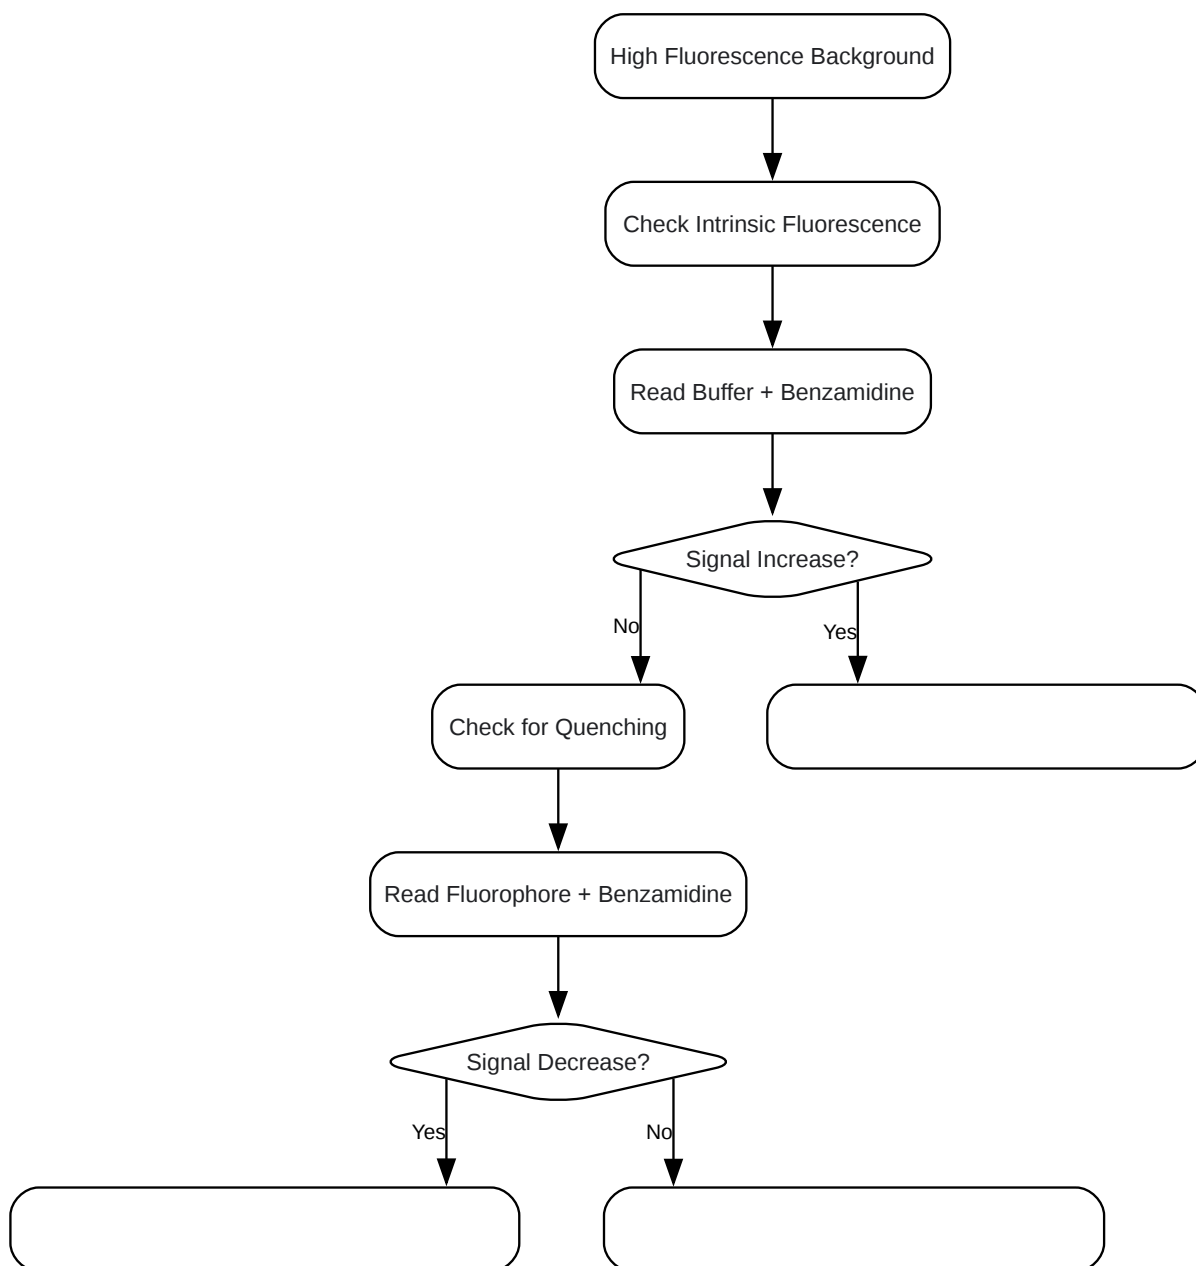 High Fluorescence Background
Check Intrinsic Fluorescence
Read Buffer + Benzamidine
Signal Increase?
No
Yes
Check for Quenching
Read Fluorophore + Benzamidine
Signal Decrease?
Yes
No